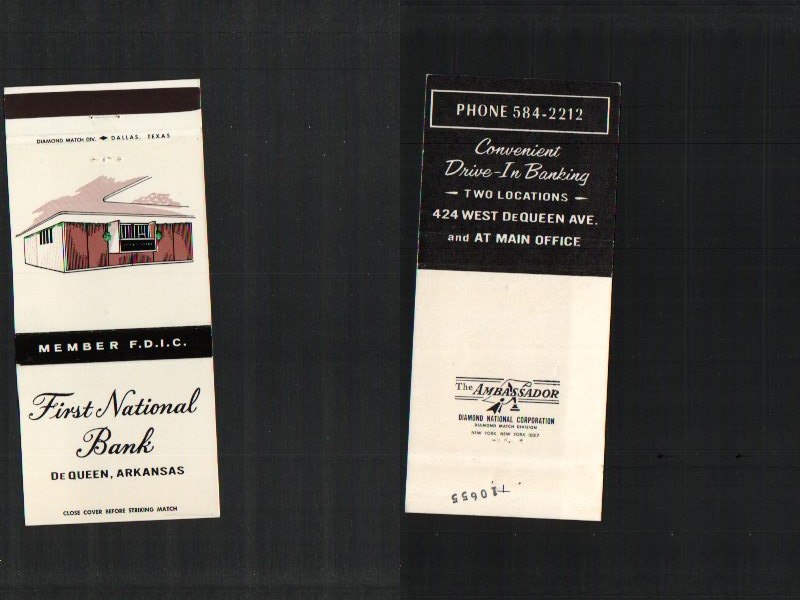 DIAMOND MATCH DIV. DALLAS, TEXAS
MEMBER F.D.I.C.
First National
Bank
DEQUEEN, ARKANSAS
CLOSE COVER BEFORE STRIKING MATCH
PHONE 584-2212
Convenient
Drive-In Banking
TWO LOCATIONS
424 WEST DEQUEEN AVE.
and AT MAIN OFFICE
The AMBASSADOR
DIAMOND NATIONAL CORPORATION
DIAMOND MATCH DIVISION
NEW YORK, NEW YORK 10017